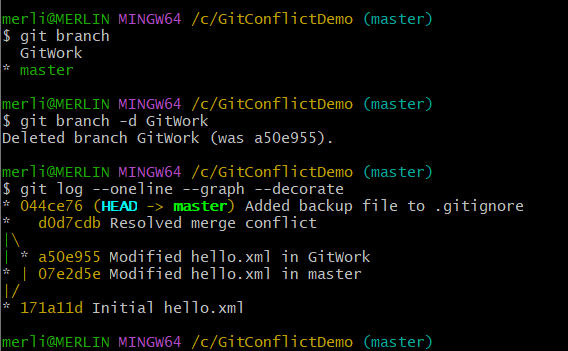 merli@MERLIN MINGW64 /c/GitConflictDemo (master)
$ git branch
  GitWork
* master

merli@MERLIN MINGW64 /c/GitConflictDemo (master)
$ git branch -d GitWork
Deleted branch GitWork (was a50e955).

merli@MERLIN MINGW64 /c/GitConflictDemo (master)
$ git log --oneline --graph --decorate
* 044ce76 (HEAD -> master) Added backup file to .gitignore
*   d0d7cdb Resolved merge conflict
|\
| * a50e955 Modified hello.xml in GitWork
* | 07e2d5e Modified hello.xml in master
|/
* 171a11d Initial hello.xml

merli@MERLIN MINGW64 /c/GitConflictDemo (master)